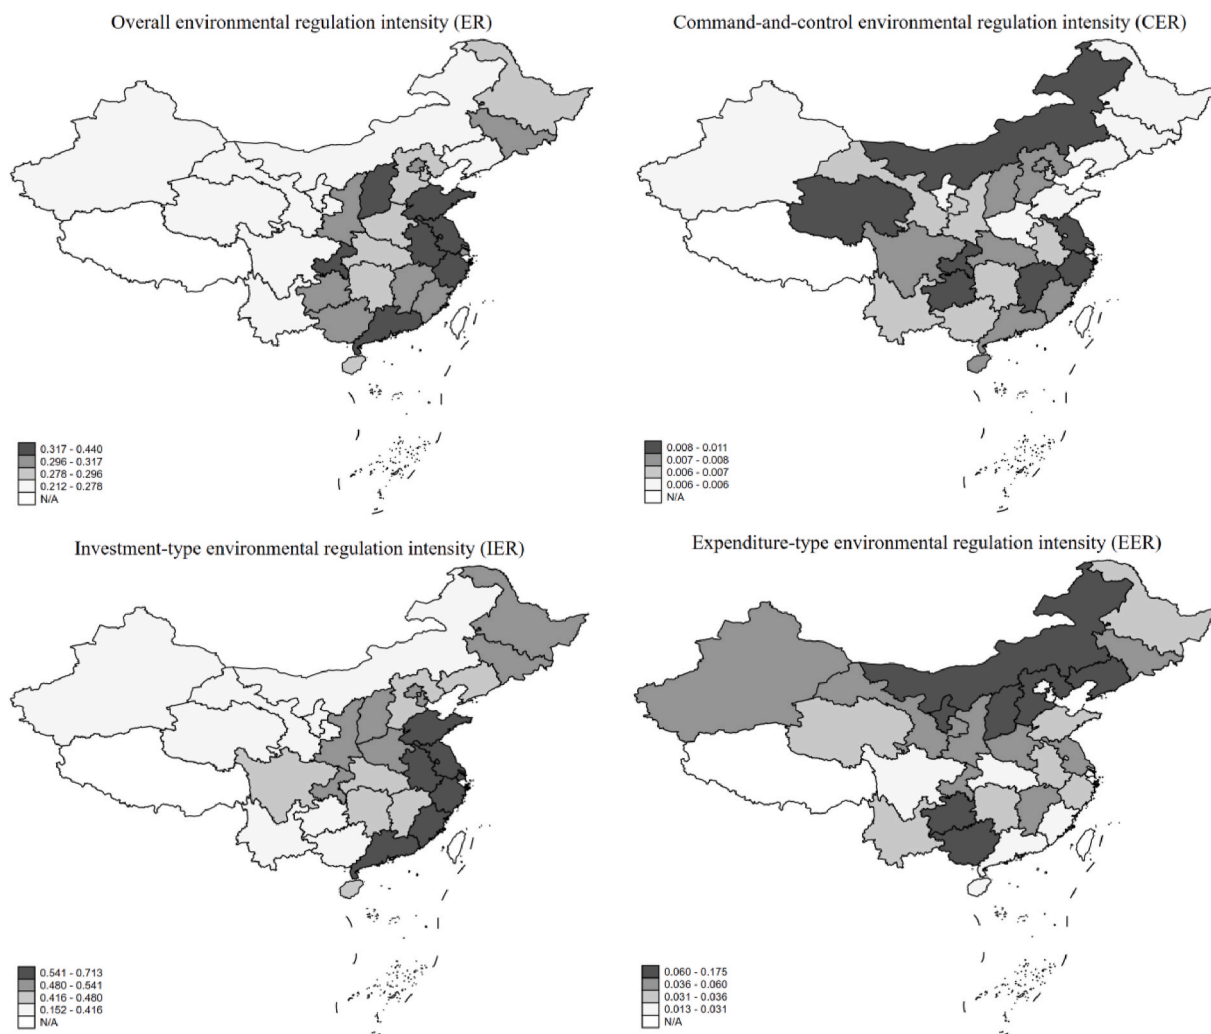 Overall environmental regulation intensity (ER)
Command-and-control environmental regulation intensity (CER)
0.317 - 0.440
0.296 - 0.317
0.278 - 0.296
0.212 - 0.278
N/A
0.008 - 0.011
0.007 - 0.008
0.006 - 0.007
0.006 - 0.006
N/A
Investment-type environmental regulation intensity (IER)
Expenditure-type environmental regulation intensity (EER)
0.541 - 0.713
0.480 - 0.541
0.416 - 0.480
0.152 - 0.416
N/A
0.060 - 0.175
0.036 - 0.060
0.031 - 0.036
0.013 - 0.031
N/A